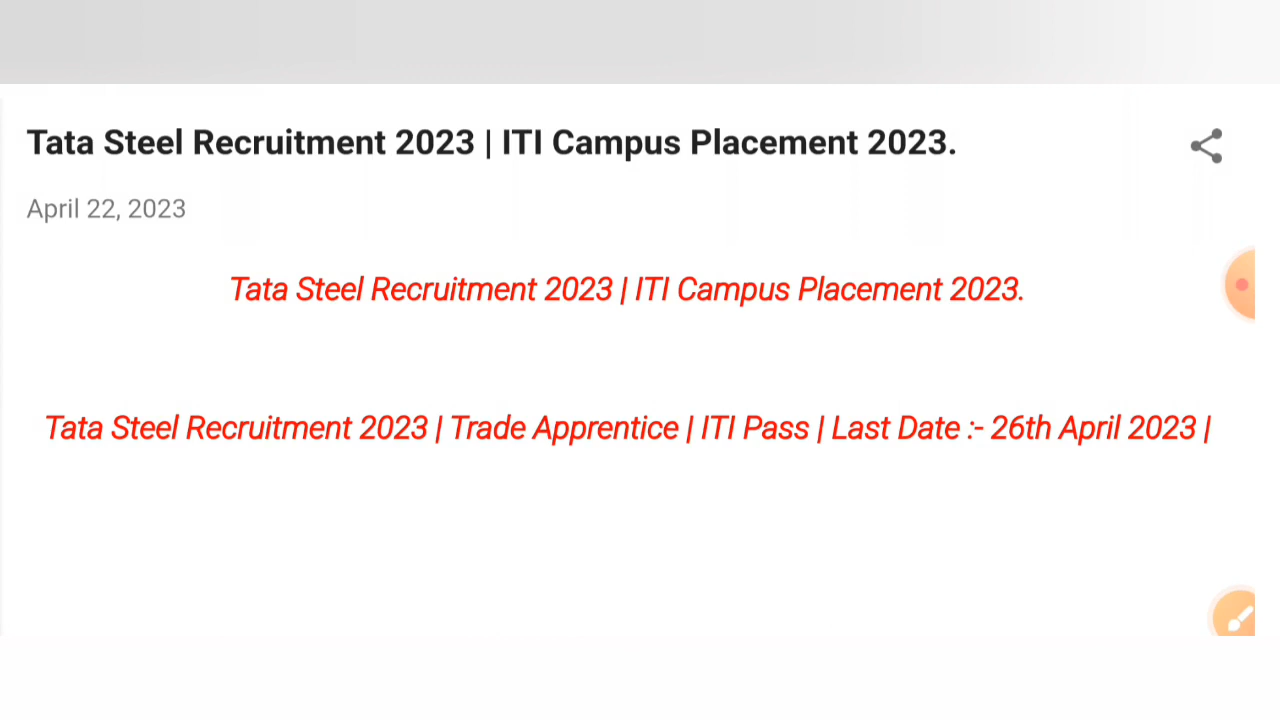 Tata Steel Recruitment 2023 | ITI Campus Placement 2023.
April 22, 2023
Tata Steel Recruitment 2023 | ITI Campus Placement 2023.
Tata Steel Recruitment 2023 | Trade Apprentice | ITI Pass | Last Date :- 26th April 2023 |